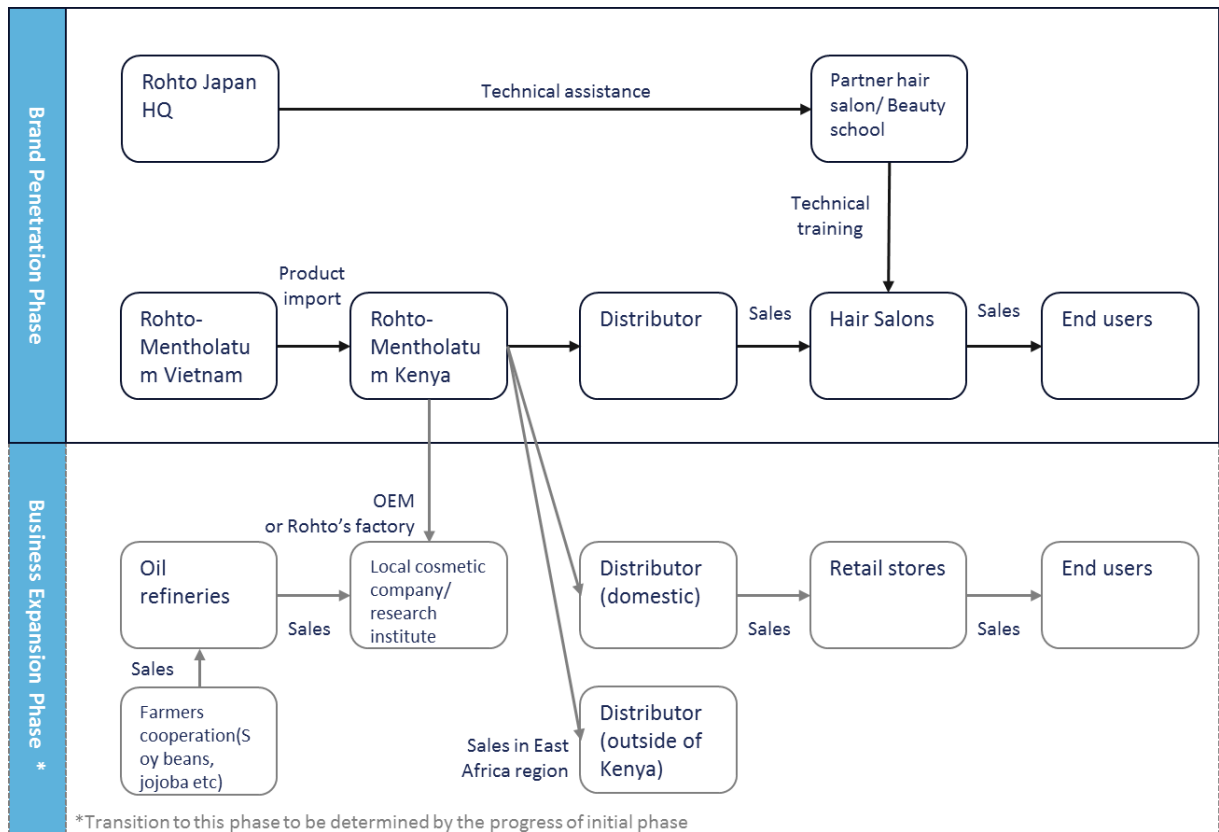 Brand Penetration Phase
Rohto Japan
HQ
Technical assistance
Partner hair
salon/ Beauty
school
Technical
training
Product
import
Rohto-
Mentholatu
m Vietnam
Rohto-
Mentholatu
m Kenya
Distributor
Sales
Hair Salons
Sales
End users
Business Expansion Phase *
OEM
or Rohto’s factory
Oil
refineries
Sales
Local cosmetic
company/
research
institute
Distributor
(domestic)
Sales
Retail stores
Sales
End users
Sales
Farmers
cooperation(S
oy beans,
jojoba etc)
Sales in East
Africa region
Distributor
(outside of
Kenya)
*Transition to this phase to be determined by the progress of initial phase